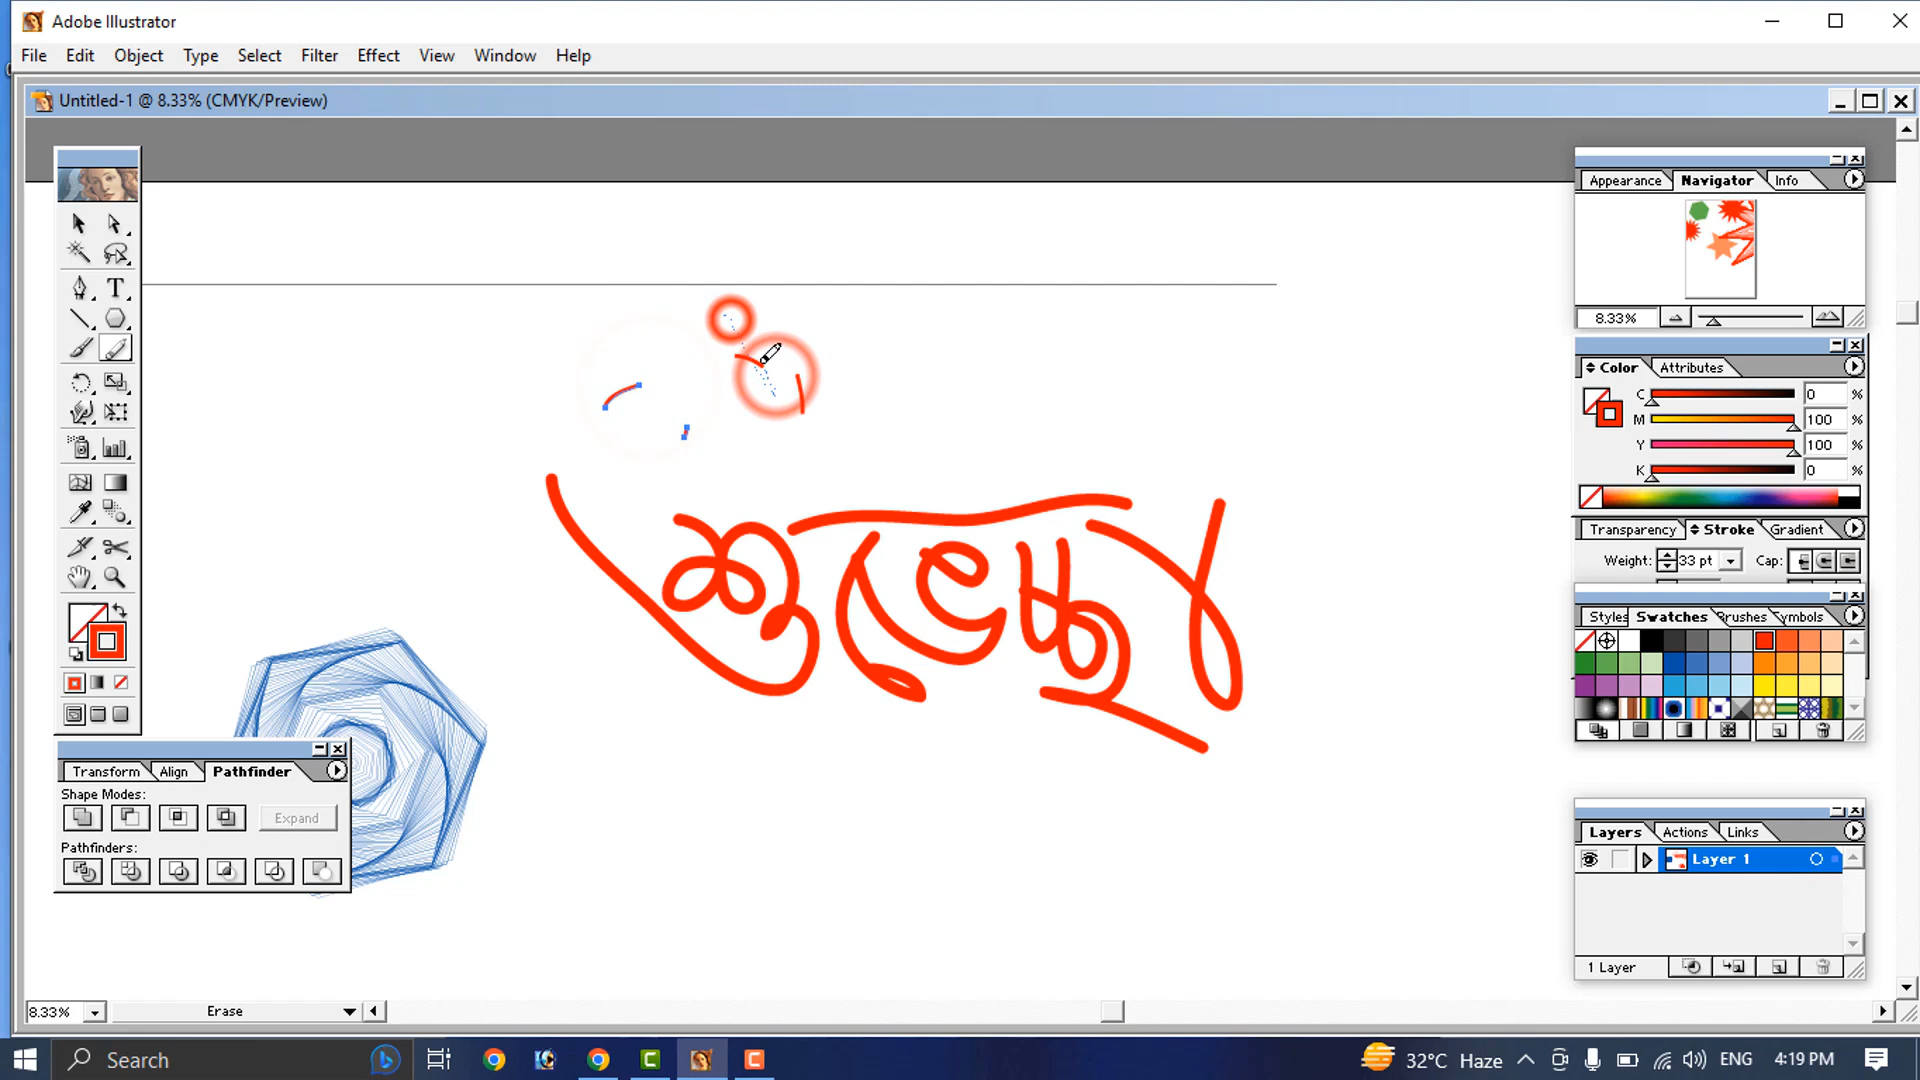 Adobe Illustrator
File Edit Object Type Select Filter Effect View Window Help
Untitled-1 @ 8.33% (CMYK/Preview)
Appearance Navigator Info
8.33%
Color Attributes
C 0 %
M 100 %
Y 100 %
K 0 %
Transparency Stroke Gradient
Weight: 33 pt Cap:
Styles Swatches Brushes Symbols
Transform Align Pathfinder
Shape Modes:
Expand
Pathfinders:
Layers Actions Links
Layer 1
1 Layer
8.33% Erase
Search 32°C Haze ENG 4:19 PM